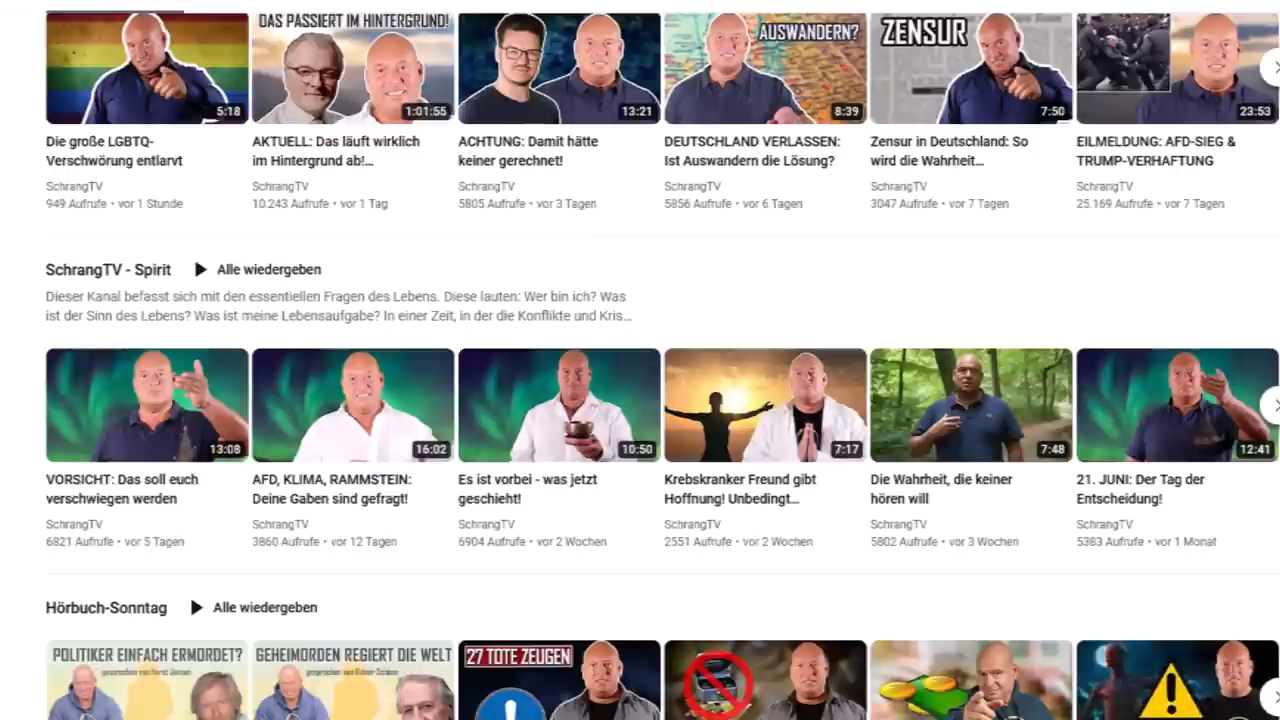 DAS PASSIERT IM HINTERGRUND!
AUSWANDERN?
ZENSUR
5:18
1:01:55
13:21
8:39
7:50
23:53
Die große LGBTQ-
Verschwörung entlarvt
SchrangTV
949 Aufrufe • vor 1 Stunde
AKTUELL: Das läuft wirklich
im Hintergrund ab!...
SchrangTV
10.243 Aufrufe • vor 1 Tag
ACHTUNG: Damit hätte
keiner gerechnet!
SchrangTV
5805 Aufrufe • vor 3 Tagen
DEUTSCHLAND VERLASSEN:
Ist Auswandern die Lösung?
SchrangTV
5856 Aufrufe • vor 6 Tagen
Zensur in Deutschland: So
wird die Wahrheit...
SchrangTV
3047 Aufrufe • vor 7 Tagen
EILMELDUNG: AFD-SIEG &
TRUMP-VERHAFTUNG
SchrangTV
25.169 Aufrufe • vor 7 Tagen
SchrangTV - Spirit
Alle wiedergeben
Dieser Kanal befasst sich mit den essentiellen Fragen des Lebens. Diese lauten: Wer bin ich? Was
ist der Sinn des Lebens? Was ist meine Lebensaufgabe? In einer Zeit, in der die Konflikte und Kris...
13:08
16:02
10:50
7:17
7:48
12:41
VORSICHT: Das soll euch
verschwiegen werden
SchrangTV
6821 Aufrufe • vor 5 Tagen
AFD, KLIMA, RAMMSTEIN:
Deine Gaben sind gefragt!
SchrangTV
3860 Aufrufe • vor 12 Tagen
Es ist vorbei - was jetzt
geschieht!
SchrangTV
6904 Aufrufe • vor 2 Wochen
Krebskranker Freund gibt
Hoffnung! Unbedingt...
SchrangTV
2551 Aufrufe • vor 2 Wochen
Die Wahrheit, die keiner
hören will
SchrangTV
5802 Aufrufe • vor 3 Wochen
21. JUNI: Der Tag der
Entscheidung!
SchrangTV
5383 Aufrufe • vor 1 Monat
Hörbuch-Sonntag
Alle wiedergeben
POLITIKER EINFACH ERMORDET?
gesprochen von
GEHEIMORDEN REGIERT DIE WELT
gesprochen von
27 TOTE ZEUGEN